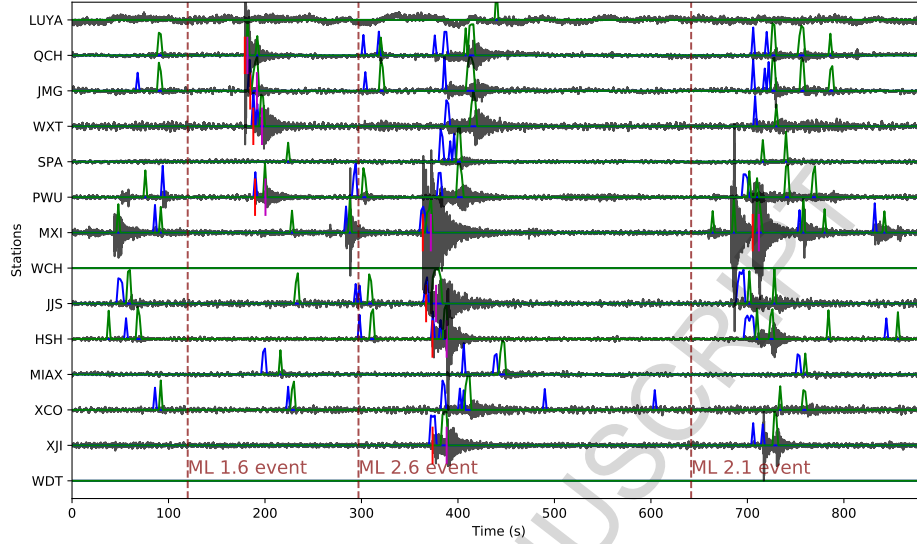 LUYA
QCH
JMG
WXT
SPA
PWU
MXI
WCH
JJS
HSH
MIAX
XCO
XJI
WDT
Stations
ML 1.6 event
ML 2.6 event
ML 2.1 event
0 100 200 300 400 500 600 700 800
Time (s)
USCRIPT